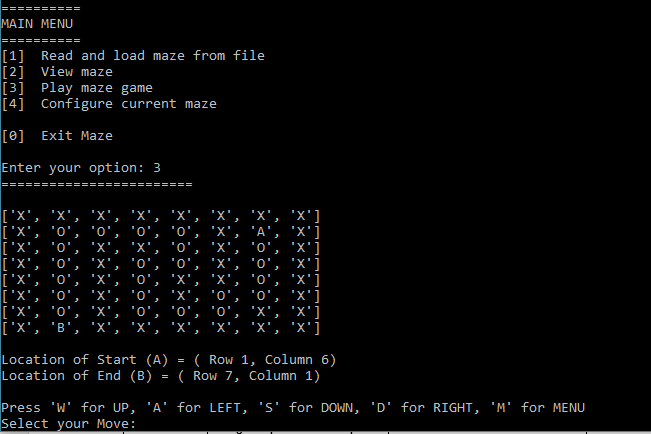 ==========
MAIN MENU
==========
[1]  Read and load maze from file
[2]  View maze
[3]  Play maze game
[4]  Configure current maze
[0]  Exit Maze
Enter your option: 3
========================
['X', 'X', 'X', 'X', 'X', 'X', 'X', 'X']
['X', 'O', 'O', 'O', 'O', 'X', 'A', 'X']
['X', 'O', 'X', 'X', 'O', 'X', 'O', 'X']
['X', 'O', 'X', 'O', 'O', 'X', 'O', 'X']
['X', 'O', 'X', 'O', 'X', 'X', 'O', 'X']
['X', 'O', 'X', 'O', 'X', 'O', 'O', 'X']
['X', 'O', 'X', 'O', 'O', 'O', 'X', 'X']
['X', 'B', 'X', 'X', 'X', 'X', 'X', 'X']
Location of Start (A) = ( Row 1, Column 6)
Location of End (B) = ( Row 7, Column 1)
Press 'W' for UP, 'A' for LEFT, 'S' for DOWN, 'D' for RIGHT, 'M' for MENU
Select your Move: